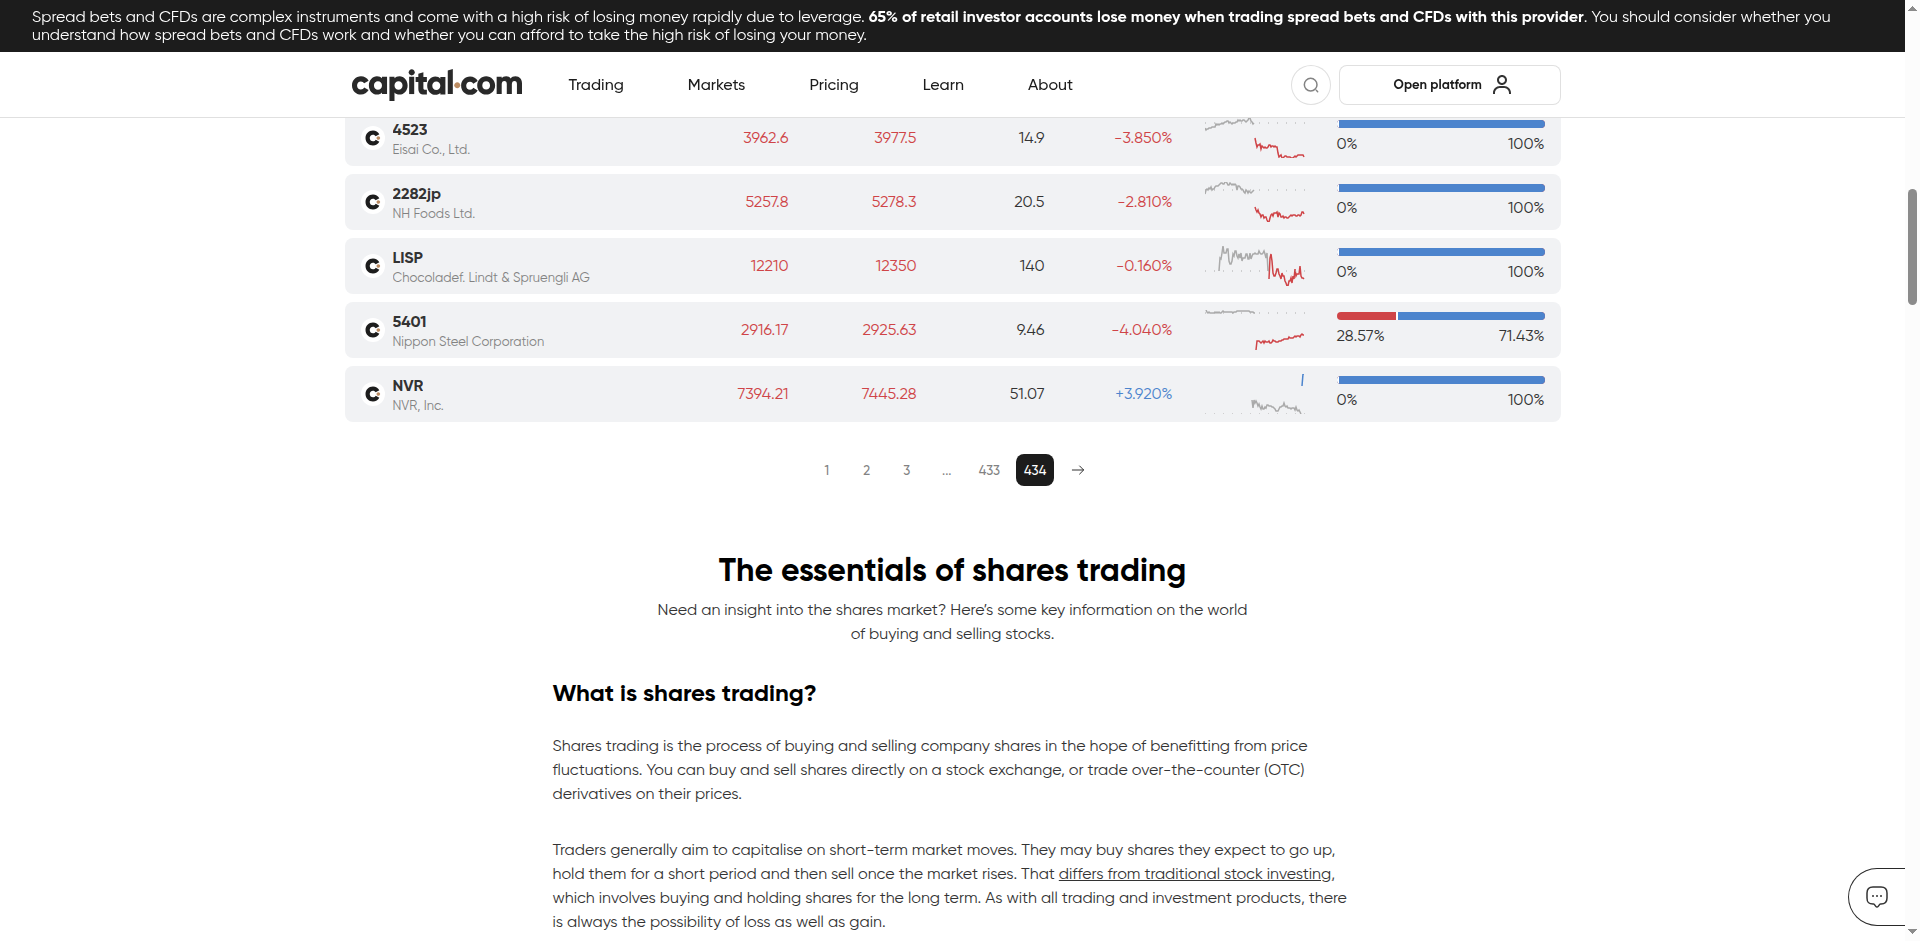 Spread bets and CFDs are complex instruments and come with a high risk of losing money rapidly due to leverage. 65% of retail investor accounts lose money when trading spread bets and CFDs with this provider. You should consider whether you
understand how spread bets and CFDs work and whether you can afford to take the high risk of losing your money.
capital.com Trading Markets Pricing Learn About Open platform
4523 3962.6 3977.5 14.9 -3.850%
Eisai Co., Ltd. 0% 100%
2282jp 5257.8 5278.3 20.5 -2.810%
NH Foods Ltd. 0% 100%
LISP 12210 12350 140 -0.160%
Chocoladef. Lindt & Spruengli AG 0% 100%
5401 2916.17 2925.63 9.46 -4.040%
Nippon Steel Corporation 28.57% 71.43%
NVR 7394.21 7445.28 51.07 +3.920%
NVR, Inc. 0% 100%
1 2 3 ... 433 434
The essentials of shares trading
Need an insight into the shares market? Here's some key information on the world
of buying and selling stocks.
What is shares trading?
Shares trading is the process of buying and selling company shares in the hope of benefitting from price
fluctuations. You can buy and sell shares directly on a stock exchange, or trade over-the-counter (OTC)
derivatives on their prices.
Traders generally aim to capitalise on short-term market moves. They may buy shares they expect to go up,
hold them for a short period and then sell once the market rises. That differs from traditional stock investing,
which involves buying and holding shares for the long term. As with all trading and investment products, there
is always the possibility of loss as well as gain.